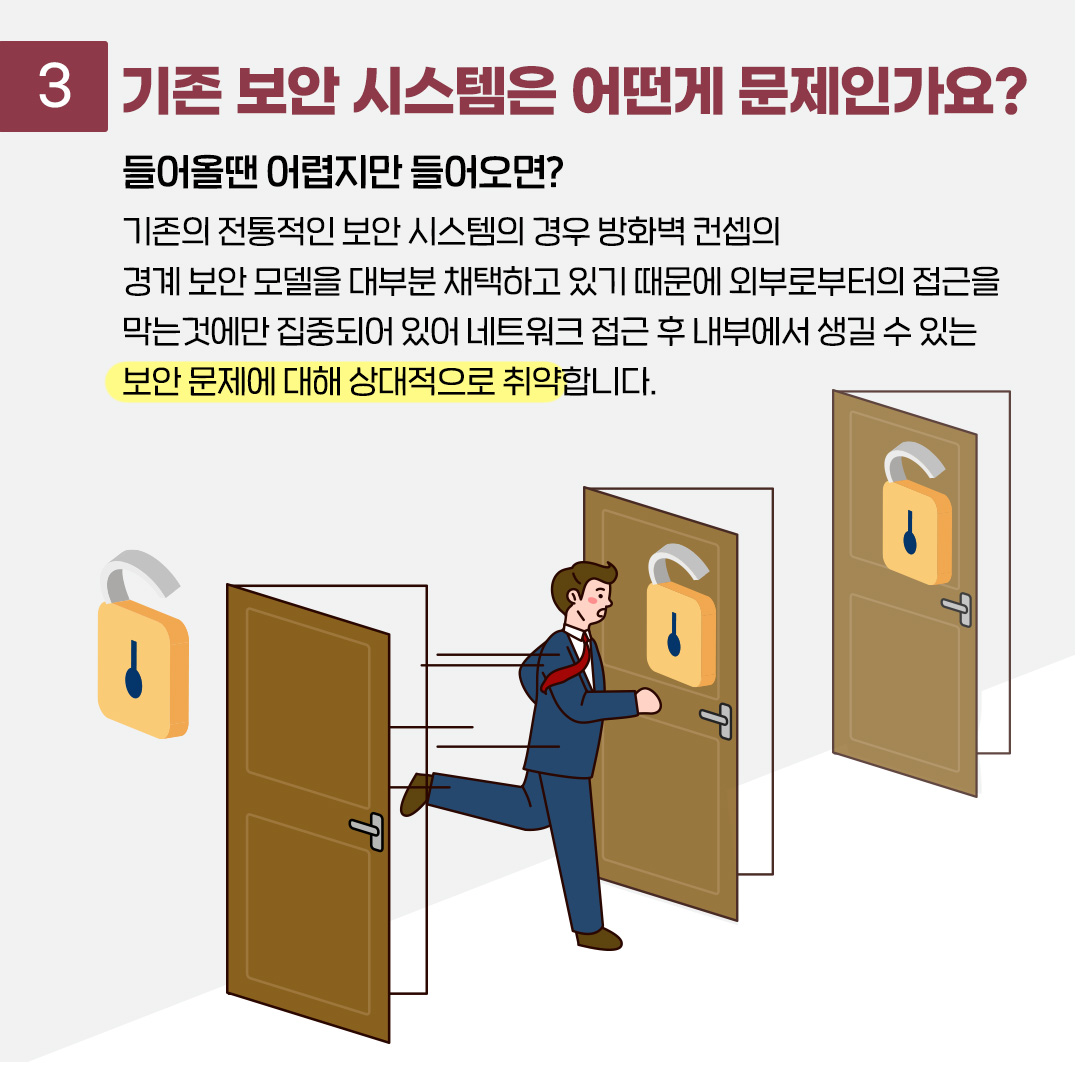 3 기존 보안 시스템은 어떤게 문제인가요?
들어올땐 어렵지만 들어오면?
기존의 전통적인 보안 시스템의 경우 방화벽 컨셉의
경계 보안 모델을 대부분 채택하고 있기 때문에 외부로부터의 접근을
막는것에만 집중되어 있어 네트워크 접근 후 내부에서 생길 수 있는
보안 문제에 대해 상대적으로 취약합니다.